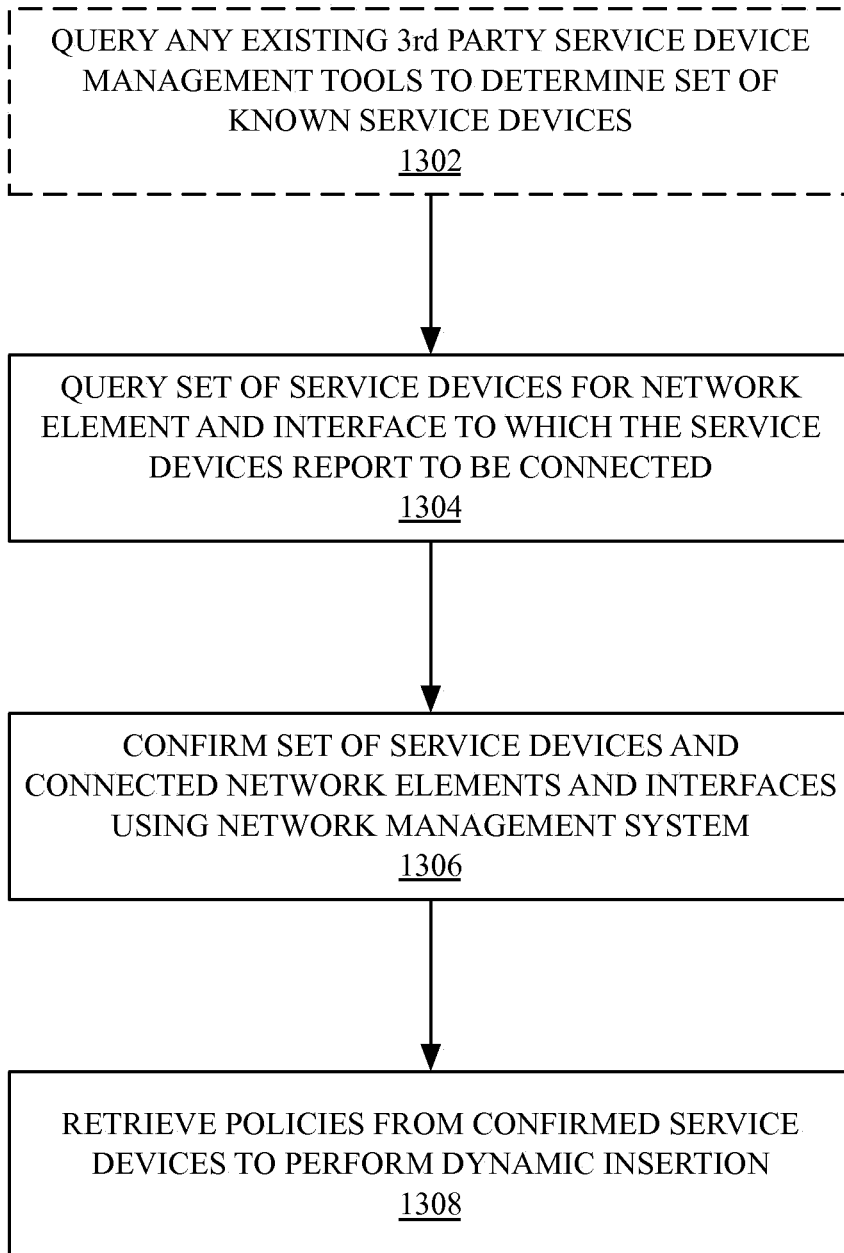 QUERY ANY EXISTING 3rd PARTY SERVICE DEVICE
MANAGEMENT TOOLS TO DETERMINE SET OF
KNOWN SERVICE DEVICES
1302
QUERY SET OF SERVICE DEVICES FOR NETWORK
ELEMENT AND INTERFACE TO WHICH THE SERVICE
DEVICES REPORT TO BE CONNECTED
1304
CONFIRM SET OF SERVICE DEVICES AND
CONNECTED NETWORK ELEMENTS AND INTERFACES
USING NETWORK MANAGEMENT SYSTEM
1306
RETRIEVE POLICIES FROM CONFIRMED SERVICE
DEVICES TO PERFORM DYNAMIC INSERTION
1308